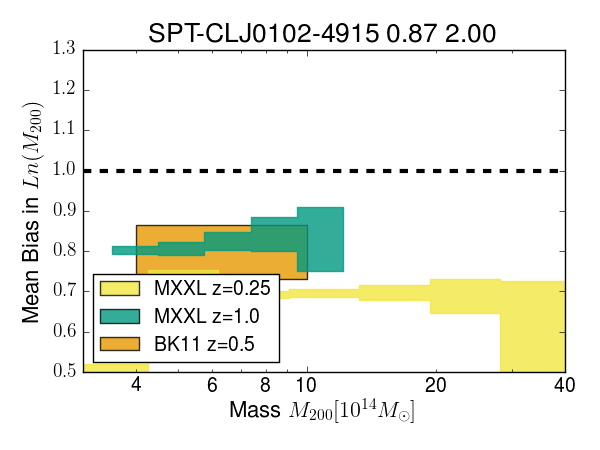 SPT-CLJ0102-4915 0.87 2.00
1.3
1.2
1.1
1.0
0.9
0.8
0.7
0.6
0.5
Mean Bias in Ln(M₂₀₀)
MXXL z=0.25
MXXL z=1.0
BK11 z=0.5
4 6 8 10 20 40
Mass M₂₀₀[10¹⁴M⊙]